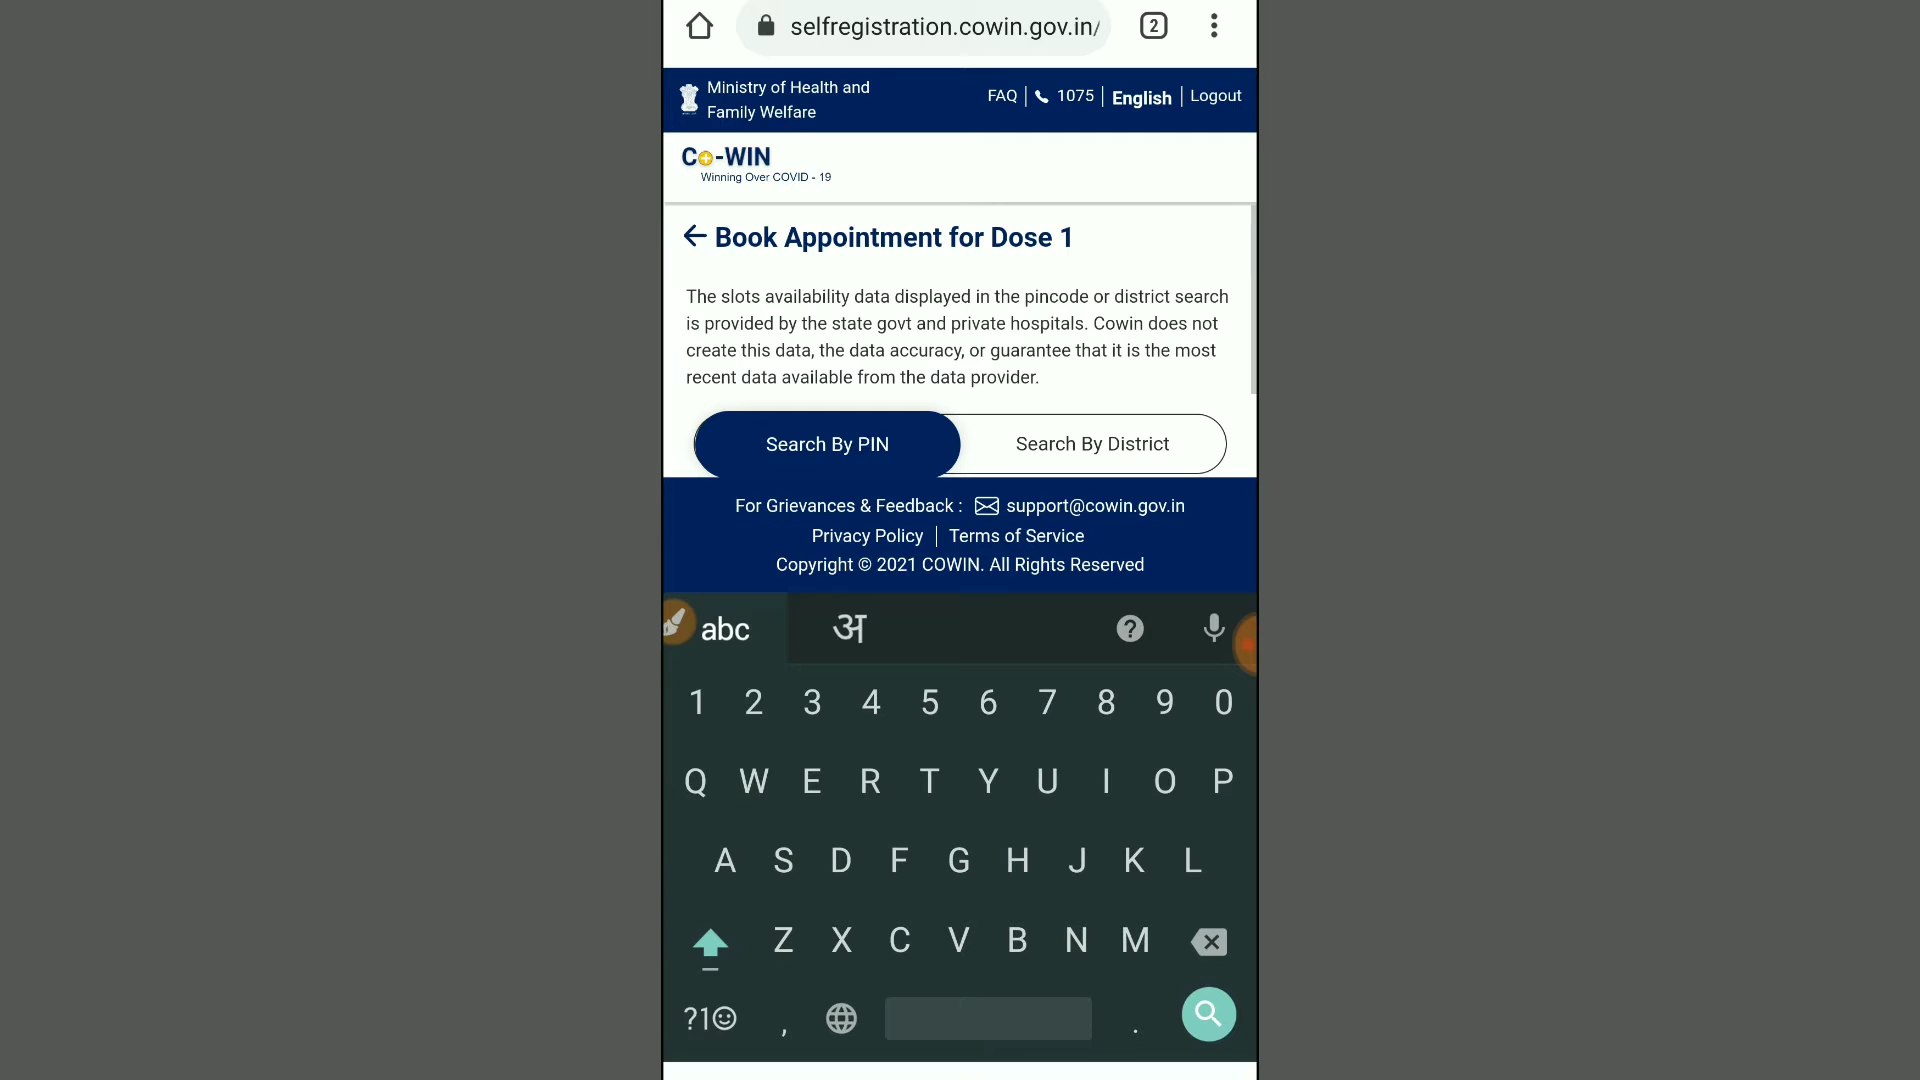 selfregistration.cowin.gov.in/
2
Ministry of Health and
Family Welfare
FAQ | 1075 | English | Logout
Co-WIN
Winning Over COVID - 19
Book Appointment for Dose 1
The slots availability data displayed in the pincode or district search
is provided by the state govt and private hospitals. Cowin does not
create this data, the data accuracy, or guarantee that it is the most
recent data available from the data provider.
Search By PIN
Search By District
For Grievances & Feedback : support@cowin.gov.in
Privacy Policy | Terms of Service
Copyright © 2021 COWIN. All Rights Reserved
abc अ ?
1 2 3 4 5 6 7 8 9 0
Q W E R T Y U I O P
A S D F G H J K L
Z X C V B N M
?1☺ , .